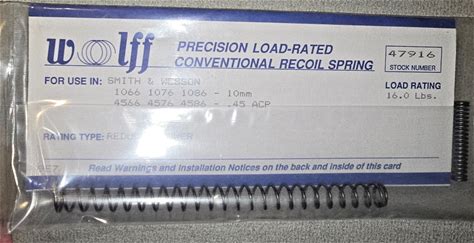 wolff
PRECISION LOAD-RATED
CONVENTIONAL RECOIL SPRING
47916
STOCK NUMBER
FOR USE IN: SMITH & WESSON
1066 1076 1086 - 10mm
4566 4576 4586 - .45 ACP
LOAD RATING
16.0 Lbs.
RATING TYPE:
Read Warnings and Installation Notices on the back and inside of this card